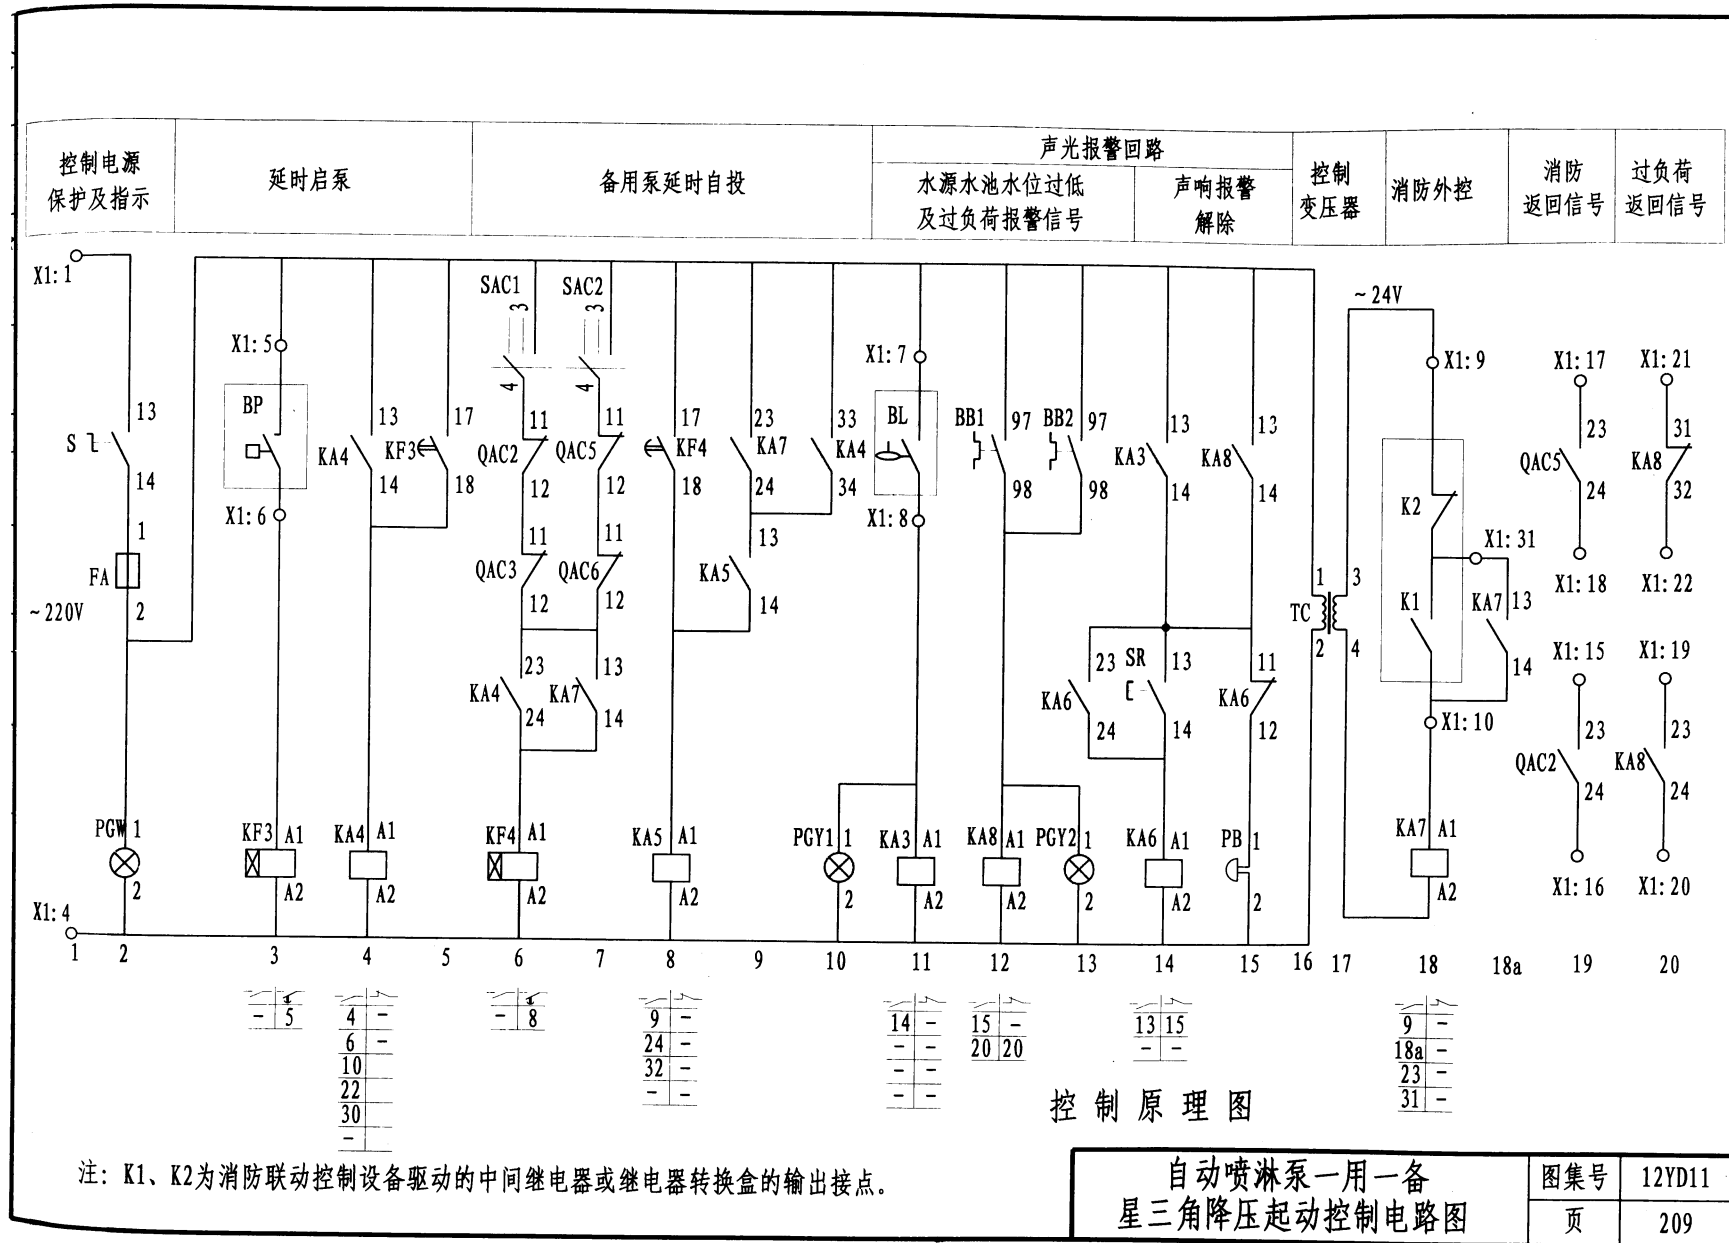 控制电源
保护及指示
延时启泵
备用泵延时自投
声光报警回路
水源水池水位过低
及过负荷报警信号
声响报警
解除
控制
变压器
消防外控
消防
返回信号
过负荷
返回信号
X1:1
SAC1 3
SAC2 3
~24V
X1:5
X1:7
X1:9
X1:17
X1:21
4
4
BP
BL
13
S
14
13
KA4
14
17
KF3
18
11
QAC2
12
11
QAC5
12
17
KF4
18
23
KA7
24
33
KA4
34
BB1
97
98
BB2
97
98
13
KA3
14
13
KA8
14
K2
23
QAC5
24
31
KA8
32
X1:6
X1:8
1
FA
2
~220V
11
QAC3
12
11
QAC6
12
13
KA5
14
X1:31
X1:18
X1:22
1
TC
2
3
4
K1
KA7
13
14
23
KA4
24
13
KA7
14
23
KA6
24
SR
13
14
11
KA6
12
X1:10
X1:15
X1:19
23
QAC2
24
23
KA8
24
PGW 1
2
KF3 A1
A2
KA4 A1
A2
KF4 A1
A2
KA5 A1
A2
PGY1 1
2
KA3 A1
A2
KA8 A1
A2
PGY2 1
2
KA6 A1
A2
PB 1
2
KA7 A1
A2
X1:16
X1:20
X1:4
1 2 3 4 5 6 7 8 9 10 11 12 13 14 15 16 17 18 18a 19 20
- 5
4 -
6 -
10
22
30
-
- 8
9 -
24 -
32 -
- -
14 -
- -
- -
- -
15 -
20 20
13 15
- -
9 -
18a -
23 -
31 -
控制原理图
注: K1、K2为消防联动控制设备驱动的中间继电器或继电器转换盒的输出接点。
自动喷淋泵一用一备
星三角降压起动控制电路图
图集号 12YD11
页 209